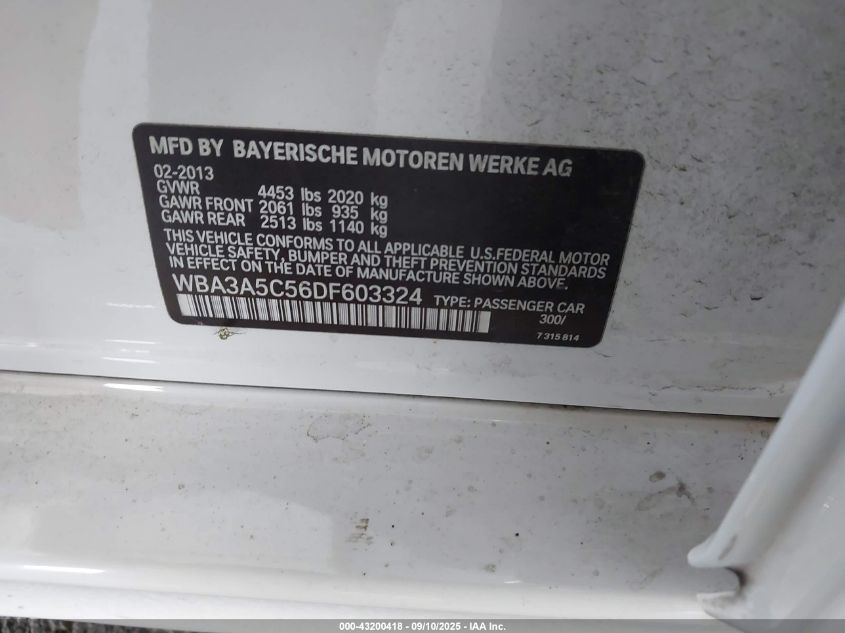 MFD BY BAYERISCHE MOTOREN WERKE AG
02-2013
GVWR 4453 lbs 2020 kg
GAWR FRONT 2061 lbs 935 kg
GAWR REAR 2513 lbs 1140 kg
THIS VEHICLE CONFORMS TO ALL APPLICABLE U.S.FEDERAL MOTOR
VEHICLE SAFETY, BUMPER AND THEFT PREVENTION STANDARDS
IN EFFECT ON THE DATE OF MANUFACTURE SHOWN ABOVE.
WBA3A5C56DF603324 TYPE: PASSENGER CAR
300/
7 315 814
000-43200418 - 09/10/2025 - IAA Inc.